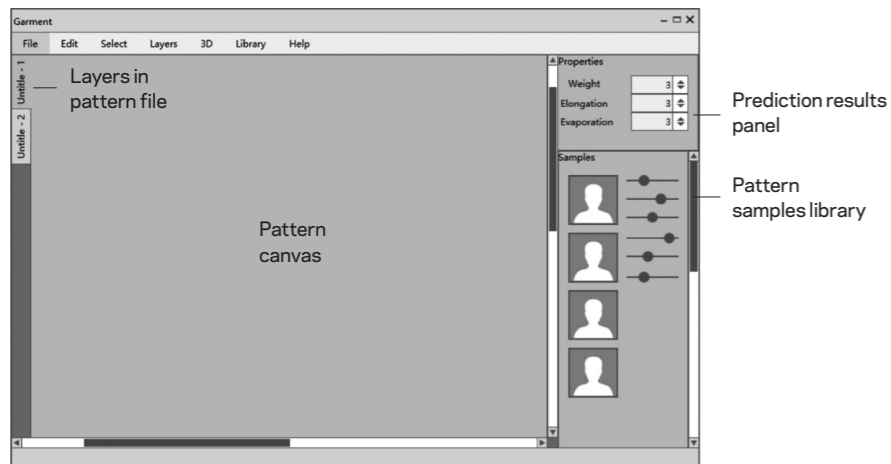 Garment
File Edit Select Layers 3D Library Help
Untitle - 1
Untitle - 2
Layers in
pattern file
Pattern
canvas
Properties
Weight 3
Elongation 3
Evaporation 3
Prediction results
panel
Samples
Pattern
samples library